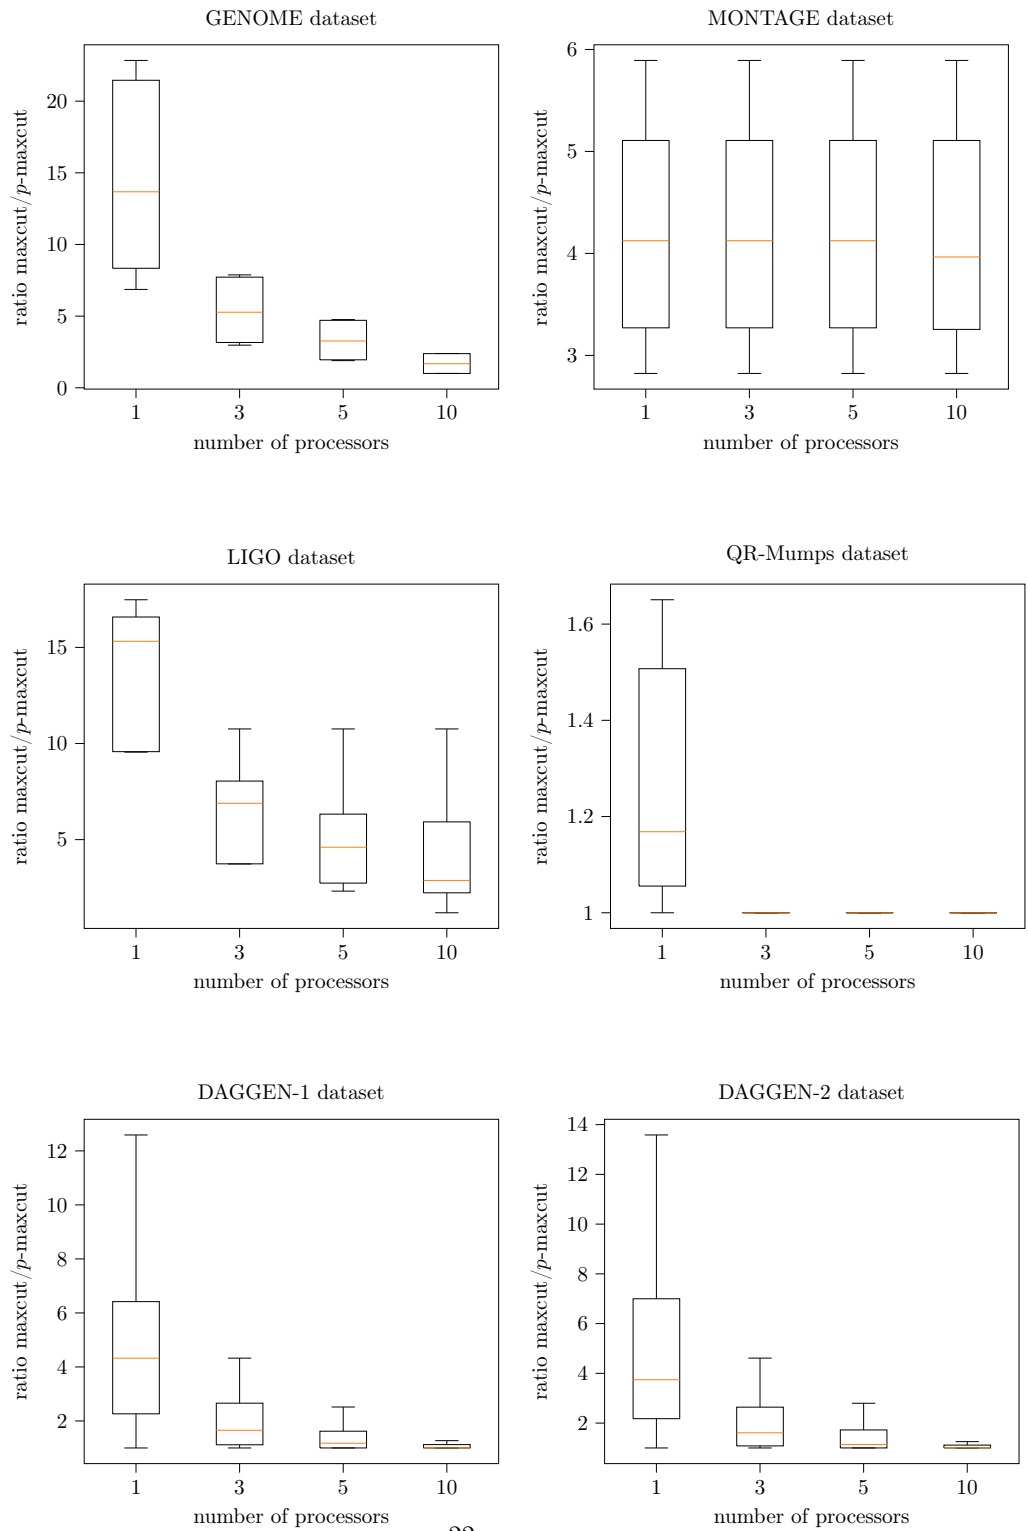 GENOME dataset
ratio maxcut/p-maxcut
20
15
10
5
0
1 3 5 10
number of processors
MONTAGE dataset
ratio maxcut/p-maxcut
6
5
4
3
1 3 5 10
number of processors
LIGO dataset
ratio maxcut/p-maxcut
15
10
5
1 3 5 10
number of processors
QR-Mumps dataset
ratio maxcut/p-maxcut
1.6
1.4
1.2
1
1 3 5 10
number of processors
DAGGEN-1 dataset
ratio maxcut/p-maxcut
12
10
8
6
4
2
1 3 5 10
number of processors
DAGGEN-2 dataset
ratio maxcut/p-maxcut
14
12
10
8
6
4
2
1 3 5 10
number of processors